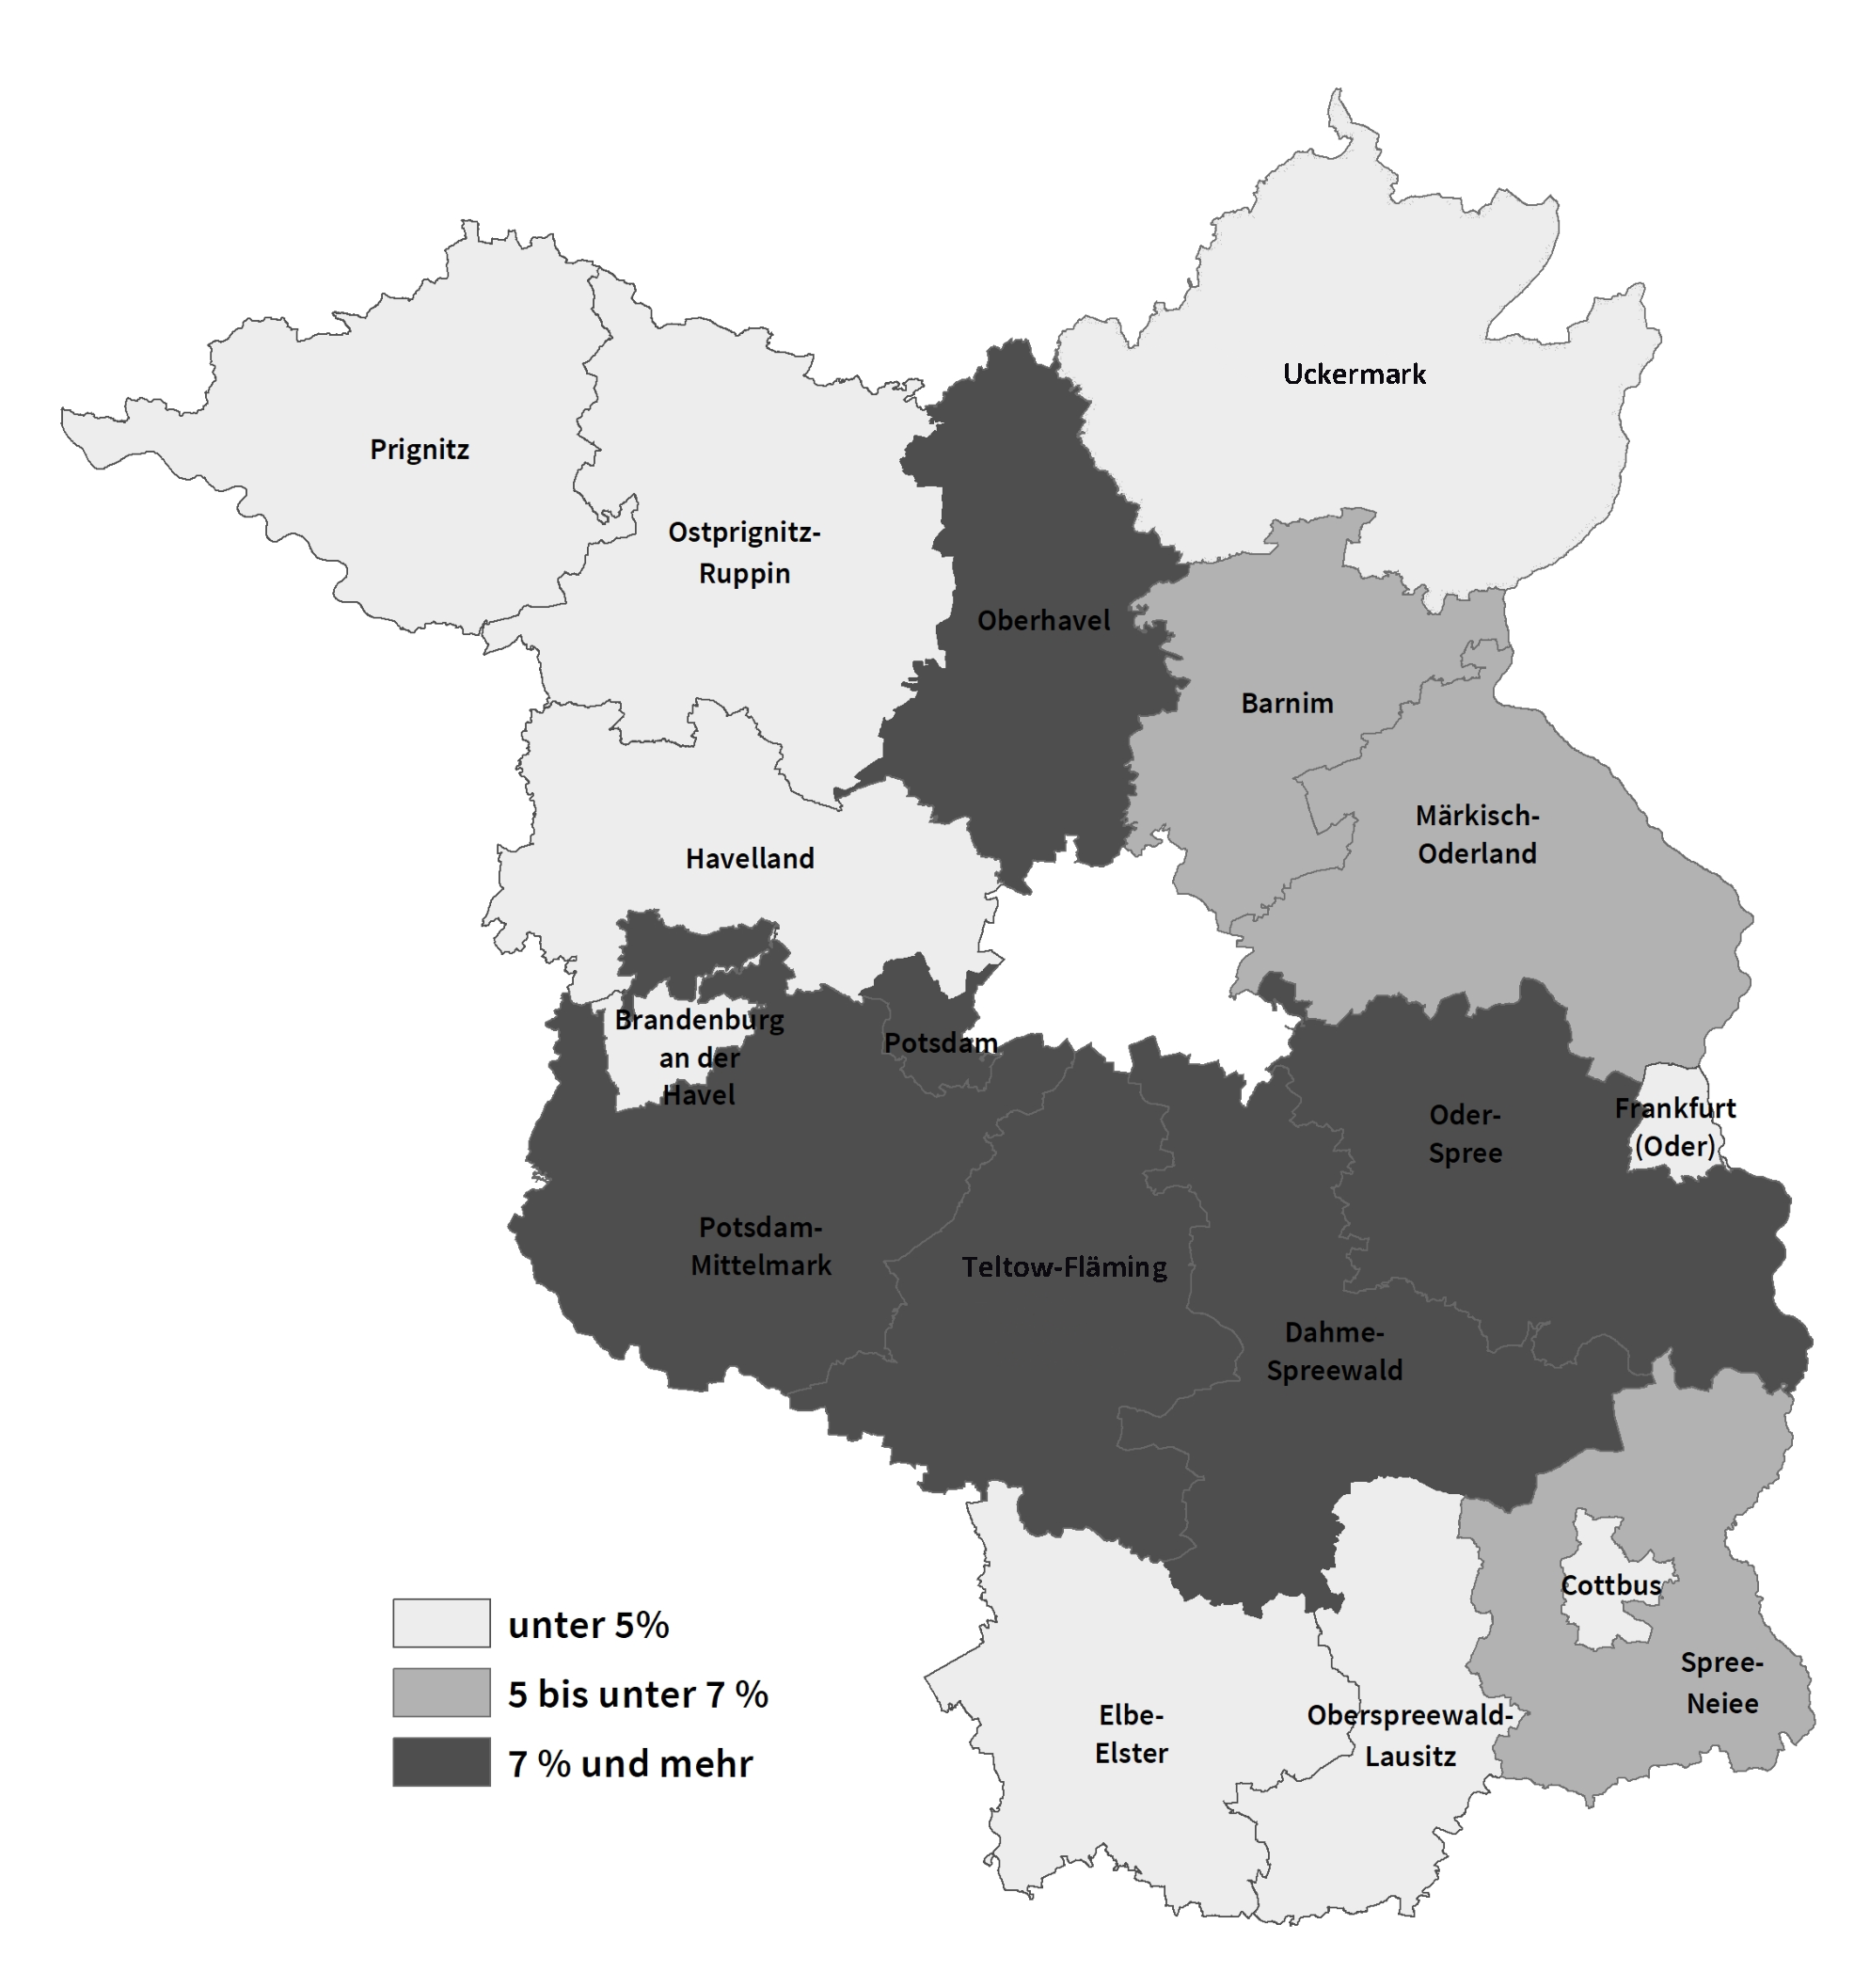 Uckermark
Prignitz
Ostprignitz-
Ruppin
Oberhavel
Barnim
Märkisch-
Oderland
Havelland
Brandenburg
an der
Havel
Potsdam
Frankfurt
(Oder)
Oder-
Spree
Potsdam-
Mittelmark
Teltow-Fläming
Dahme-
Spreewald
Cottbus
Spree-
Neiee
Elbe-
Elster
Oberspreewald-
Lausitz
unter 5%
5 bis unter 7 %
7 % und mehr